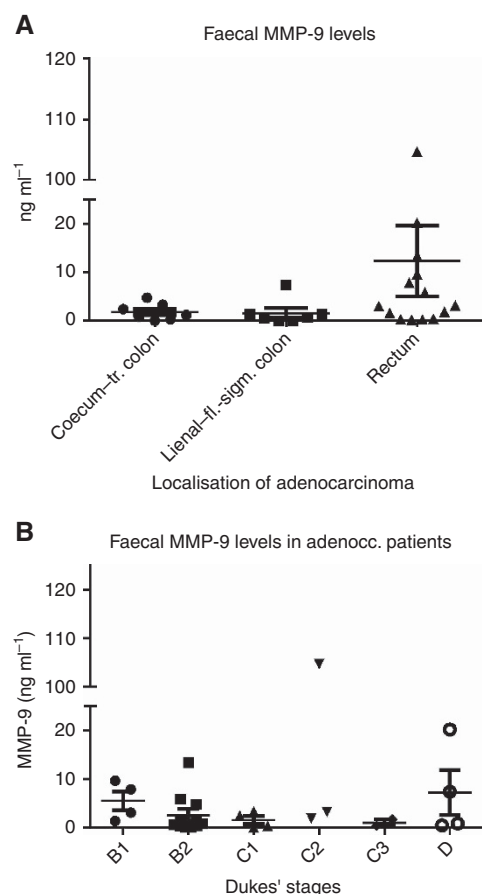 A
Faecal MMP-9 levels
120
100
20
10
0
ng ml⁻¹
Coecum–tr. colon
Lienal–fl.-sigm. colon
Rectum
Localisation of adenocarcinoma
B
Faecal MMP-9 levels in adenocc. patients
120
100
20
10
0
MMP-9 (ng ml⁻¹)
B1
B2
C1
C2
C3
D
Dukes' stages